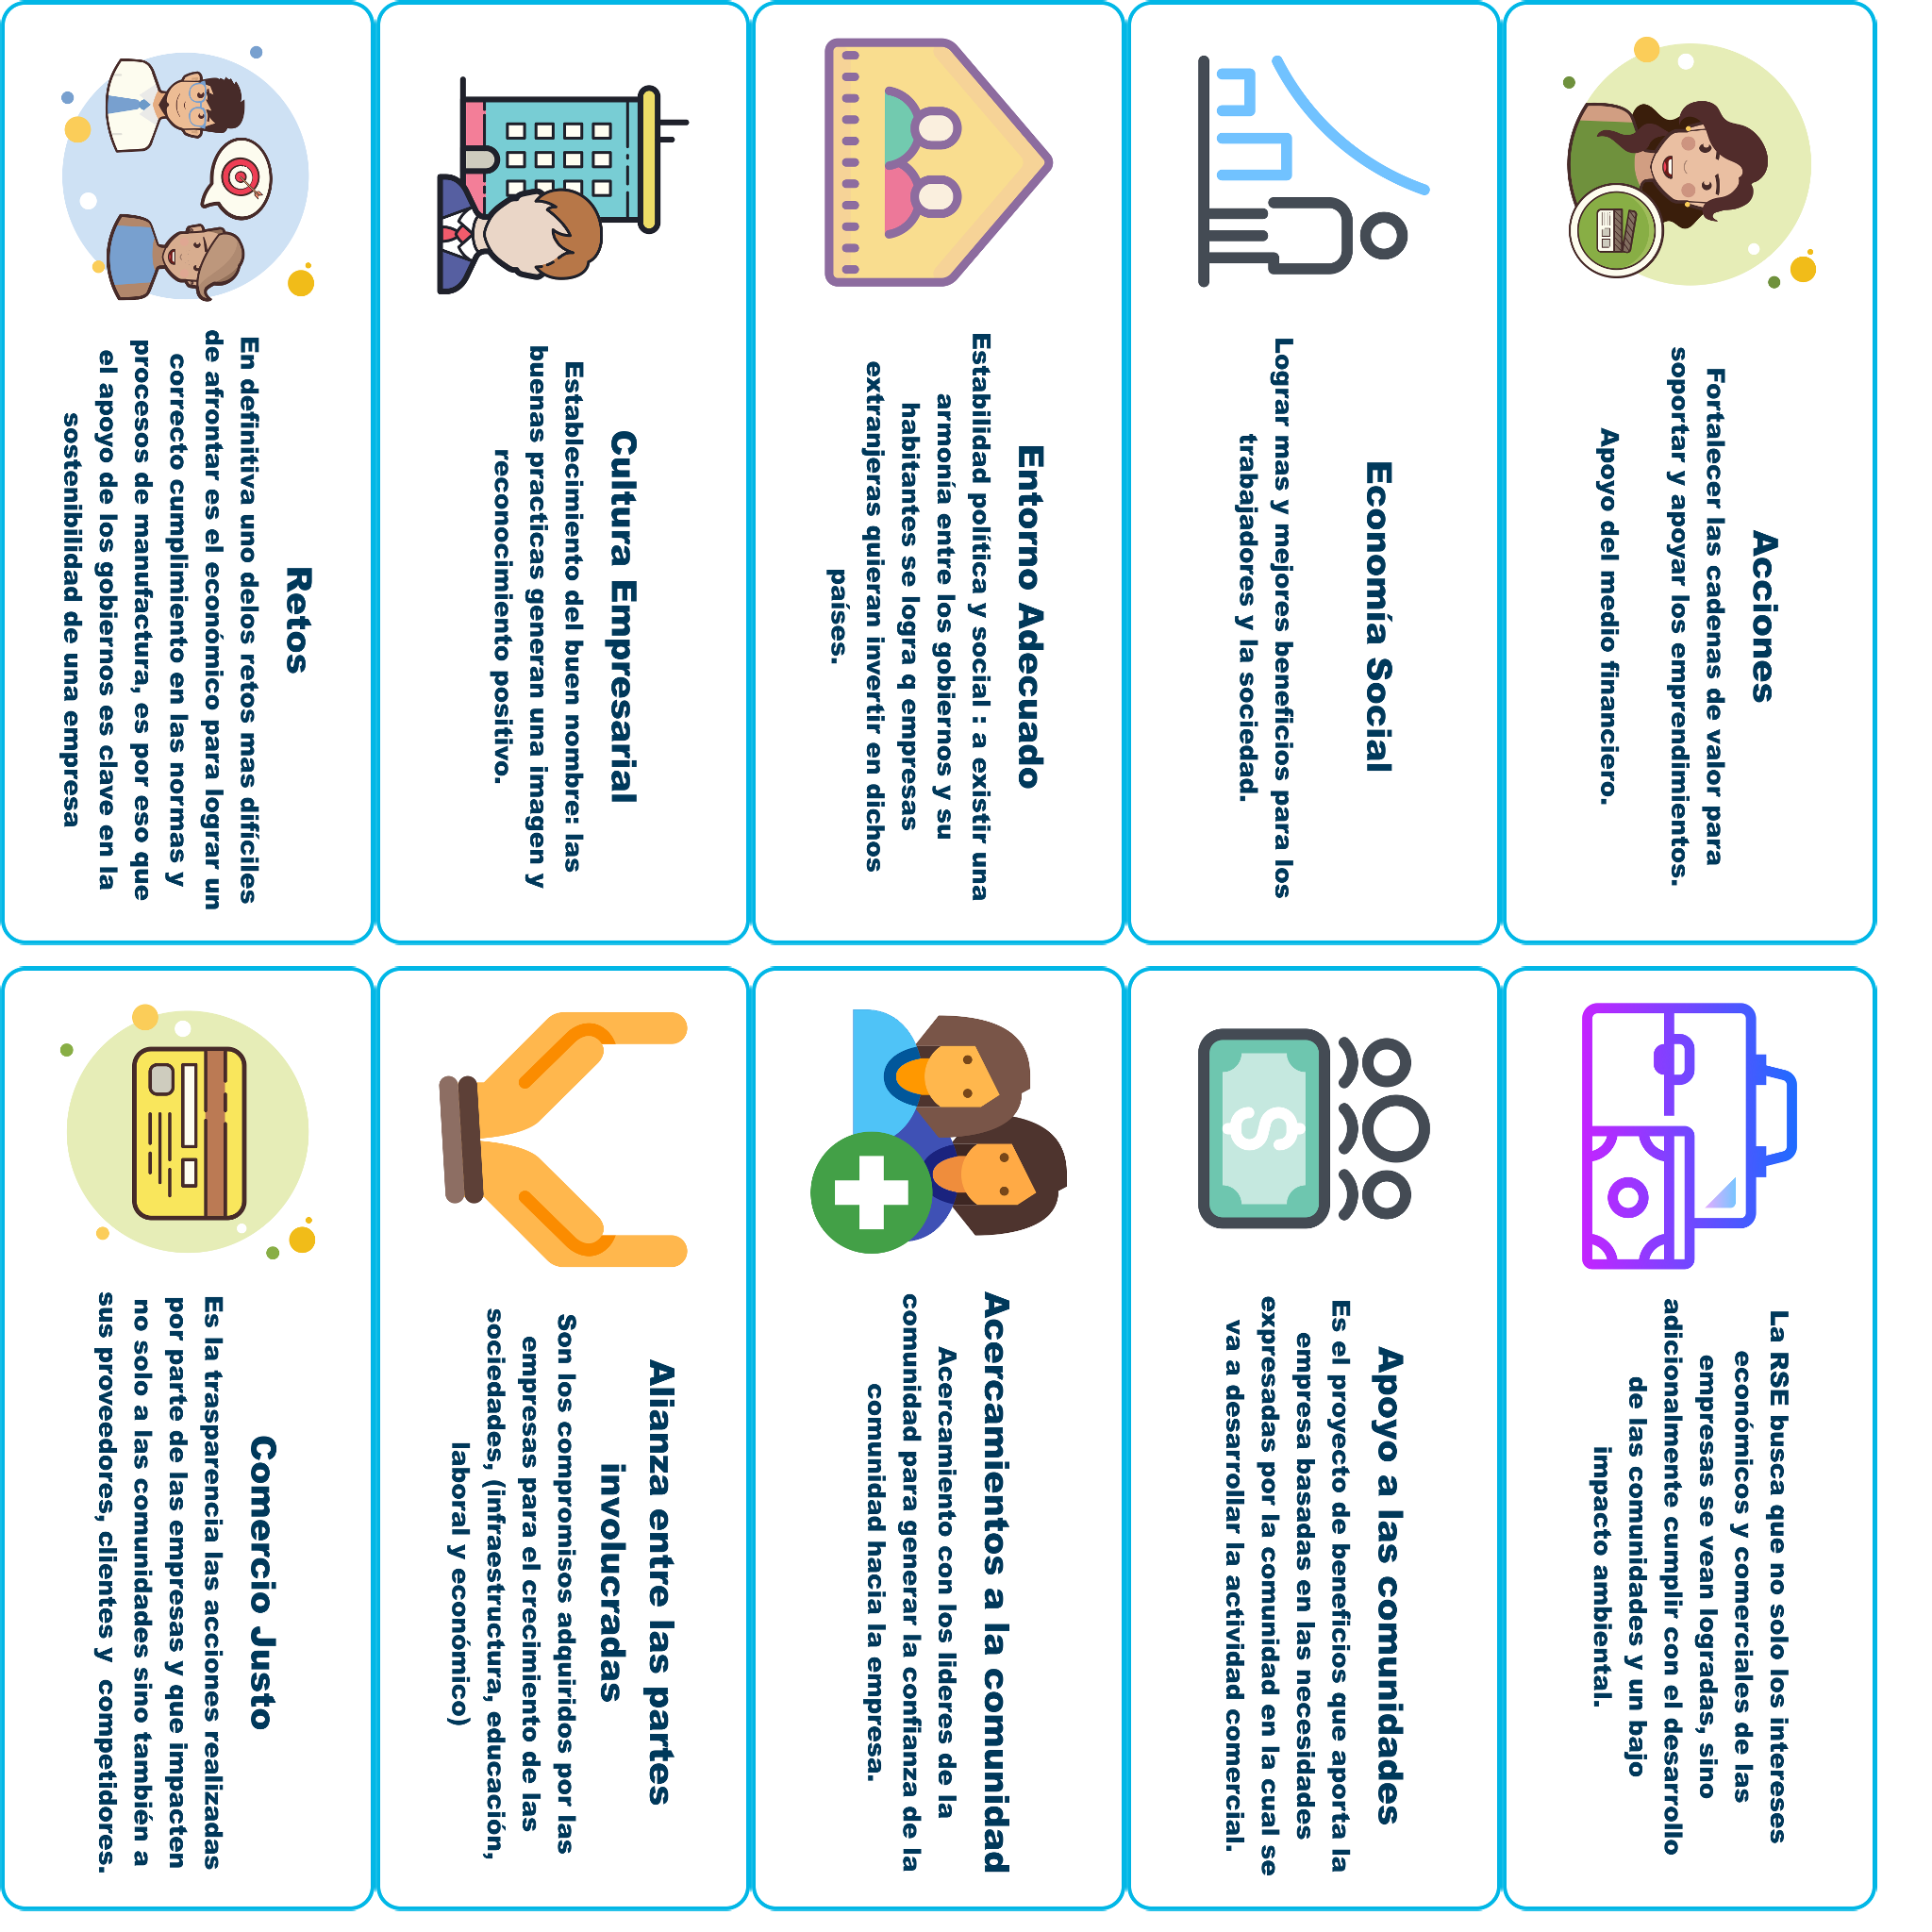 Acciones
Fortalecer las cadenas de valor para
soportar y apoyar los emprendimientos.
Apoyo del medio financiero.
La RSE busca que no solo los intereses
económicos y comerciales de las
empresas se vean logradas, sino
adicionalmente cumplir con el desarrollo
de las comunidades y un bajo
impacto ambiental.
Economía Social
Lograr mas y mejores beneficios para los
trabajadores y la sociedad.
Apoyo a las comunidades
Es el proyecto de beneficios que aporta la
empresa basadas en las necesidades
expresadas por la comunidad en la cual se
va a desarrollar la actividad comercial.
$
Entorno Adecuado
Estabilidad política y social : a existir una
armonía entre los gobiernos y su
habitantes se logra q empresas
extranjeras quieran invertir en dichos
países.
Acercamientos a la comunidad
Acercamiento con los lideres de la
comunidad para generar la confianza de la
comunidad hacia la empresa.
Cultura Empresarial
Establecimiento del buen nombre: las
buenas practicas generan una imagen y
reconocimiento positivo.
Alianza entre las partes
involucradas
Son los compromisos adquiridos por las
empresas para el crecimiento de las
sociedades, (infraestructura, educación,
laboral y económico)
Retos
En definitiva uno delos retos mas difíciles
de afrontar es el económico para lograr un
correcto cumplimiento en las normas y
procesos de manufactura, es por eso que
el apoyo de los gobiernos es clave en la
sostenibilidad de una empresa
Comercio Justo
Es la trasparencia las acciones realizadas
por parte de las empresas y que impacten
no solo a las comunidades sino también a
sus proveedores, clientes y competidores.